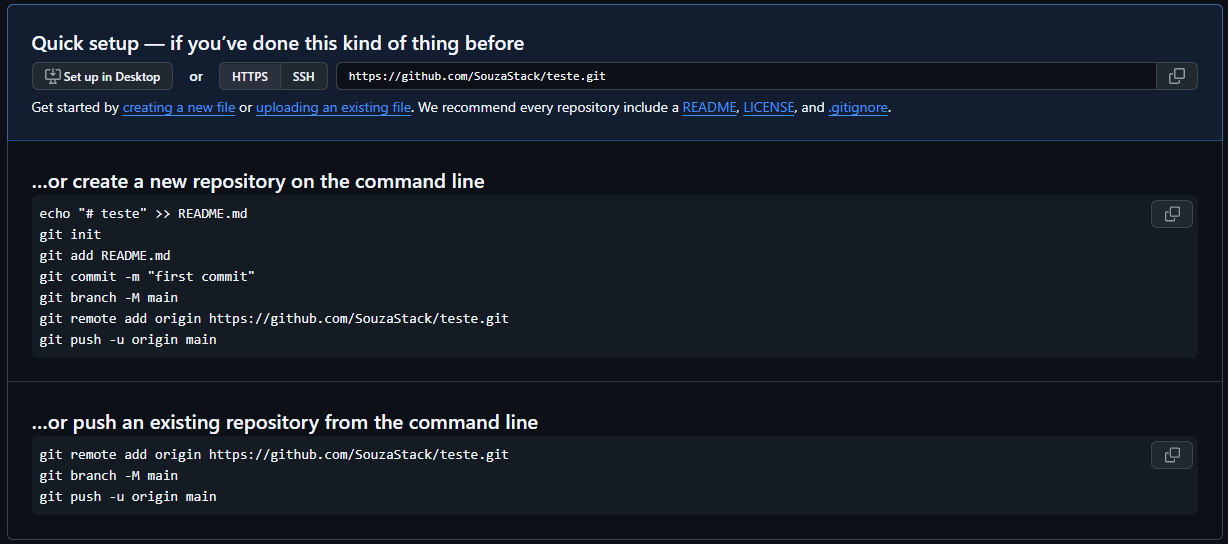 Quick setup — if you’ve done this kind of thing before
Set up in Desktop or HTTPS SSH https://github.com/SouzaStack/teste.git
Get started by creating a new file or uploading an existing file. We recommend every repository include a README, LICENSE, and .gitignore.
…or create a new repository on the command line
echo "# teste" >> README.md
git init
git add README.md
git commit -m "first commit"
git branch -M main
git remote add origin https://github.com/SouzaStack/teste.git
git push -u origin main
…or push an existing repository from the command line
git remote add origin https://github.com/SouzaStack/teste.git
git branch -M main
git push -u origin main